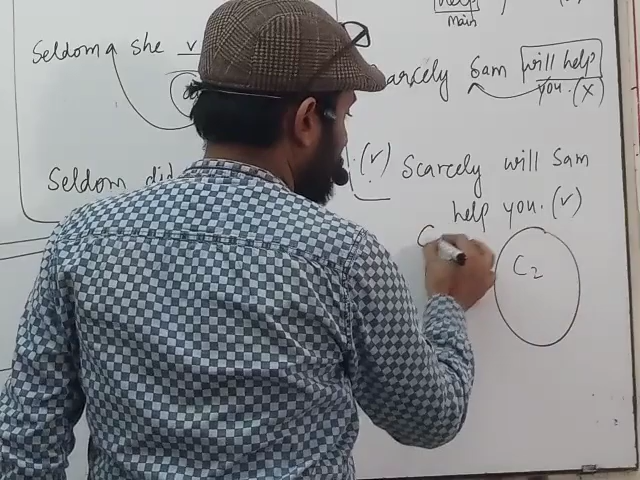 help
main
Seldom she v
Scarcely Sam will help
you. (x)
Seldom did
(v) Scarcely will Sam
help you. (v)
C
C2